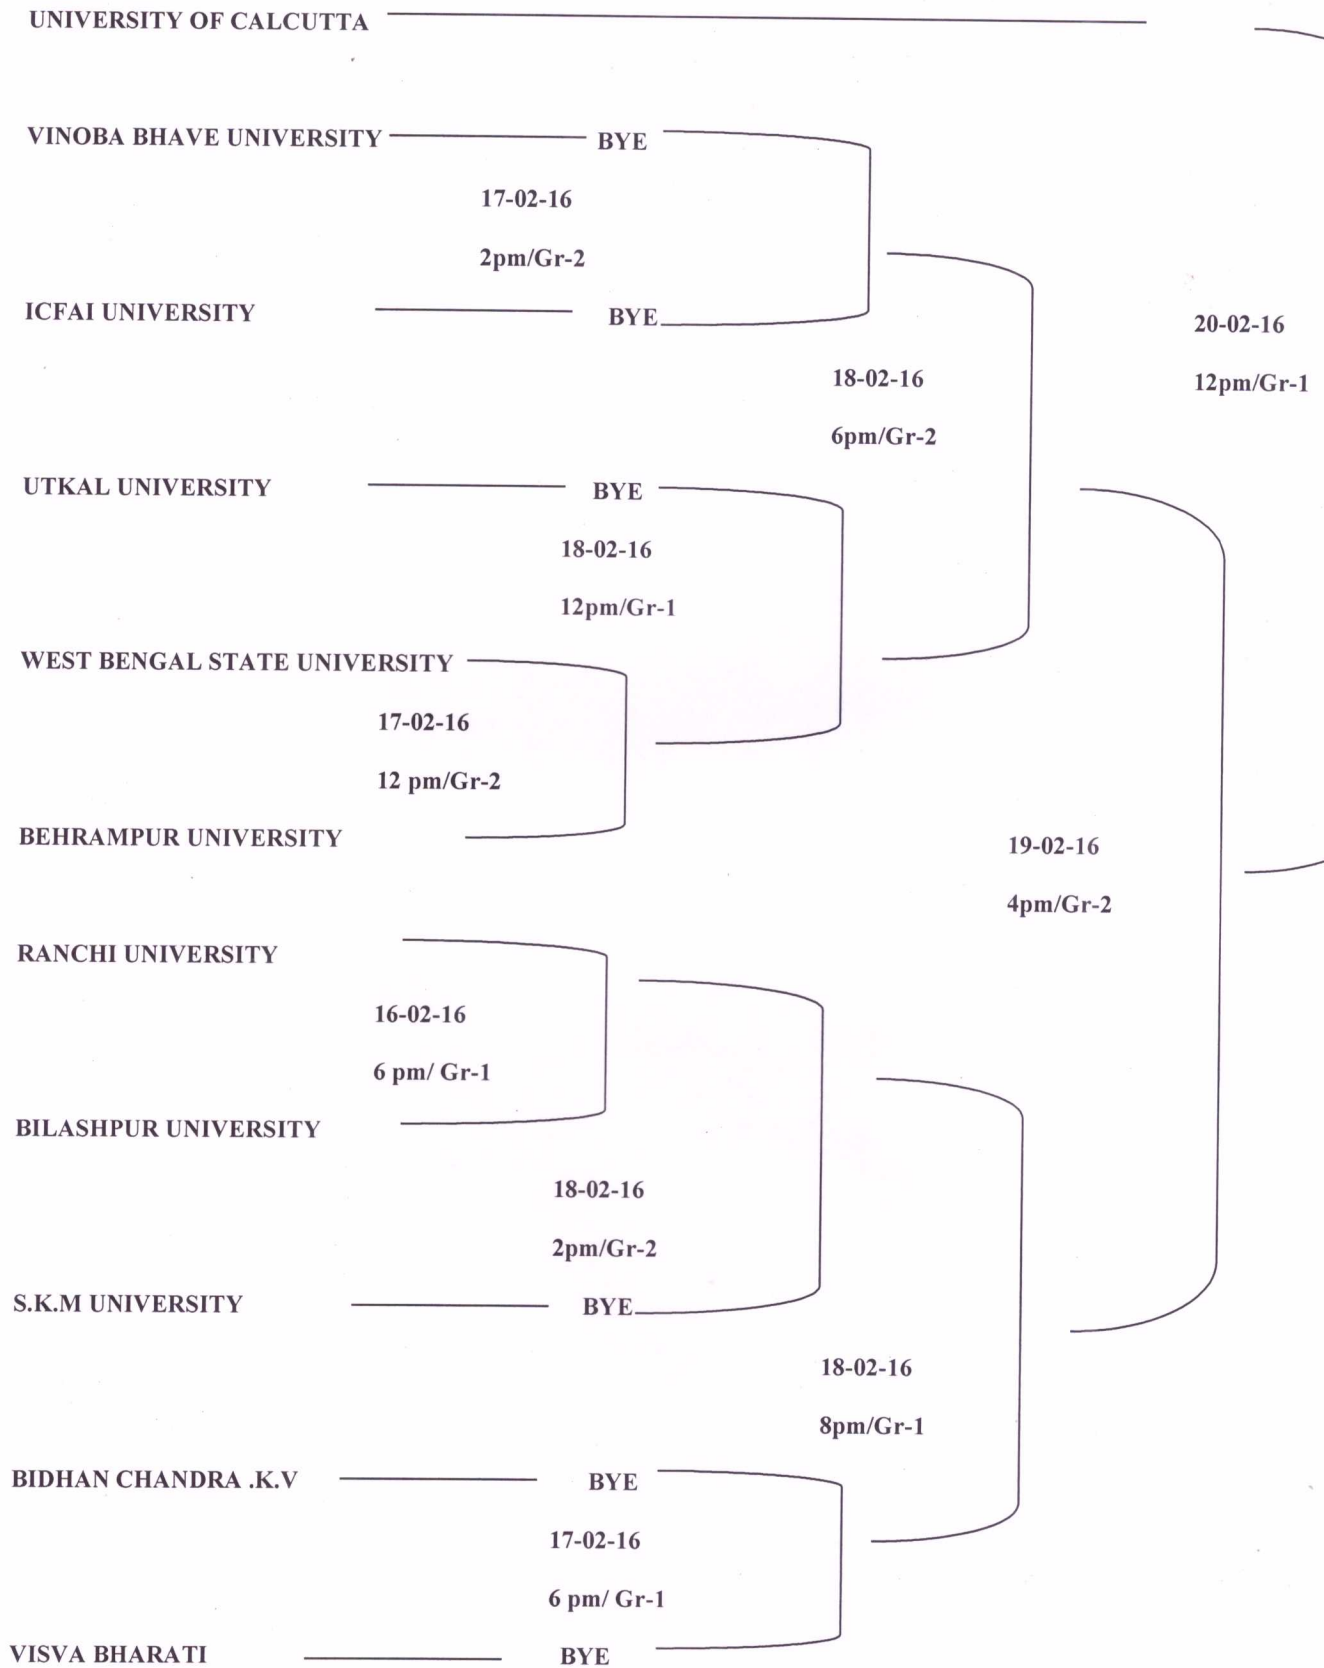 UNIVERSITY OF CALCUTTA
VINOBA BHAVE UNIVERSITY BYE
17-02-16
2pm/Gr-2
ICFAI UNIVERSITY BYE
20-02-16
18-02-16
12pm/Gr-1
6pm/Gr-2
UTKAL UNIVERSITY BYE
18-02-16
12pm/Gr-1
WEST BENGAL STATE UNIVERSITY
17-02-16
12 pm/Gr-2
BEHRAMPUR UNIVERSITY
19-02-16
4pm/Gr-2
RANCHI UNIVERSITY
16-02-16
6 pm/ Gr-1
BILASHPUR UNIVERSITY
18-02-16
2pm/Gr-2
S.K.M UNIVERSITY BYE
18-02-16
8pm/Gr-1
BIDHAN CHANDRA .K.V BYE
17-02-16
6 pm/ Gr-1
VISVA BHARATI BYE